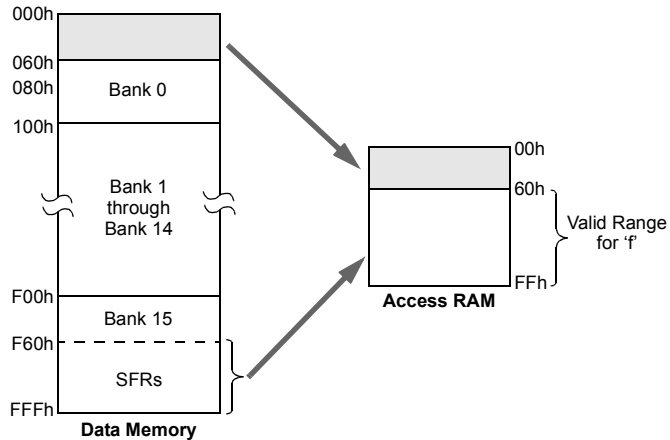 000h
060h
080h
Bank 0
100h
00h
60h
Bank 1
through
Bank 14
Valid Range
for ‘f’
FFh
Access RAM
F00h
Bank 15
F60h
SFRs
FFFh
Data Memory